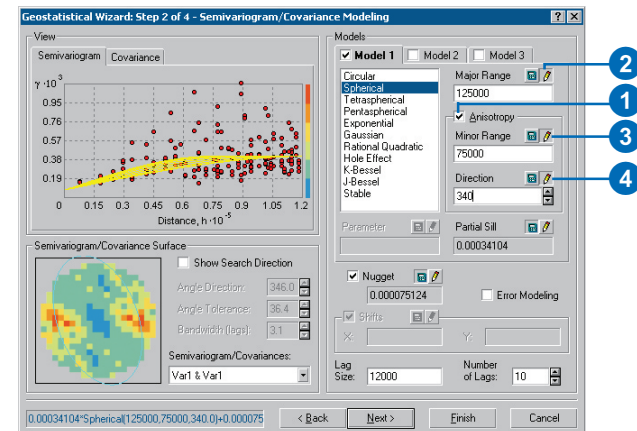 Geostatistical Wizard: Step 2 of 4 - Semivariogram/Covariance Modeling
View
Semivariogram Covariance
γ·10 3
0.95
0.76
0.57
0.38
0.19
0 0.15 0.3 0.45 0.6 0.75 0.9 1.05 1.2
Distance, h·10 -5
Semivariogram/Covariance Surface
Show Search Direction
Angle Direction: 346.0
Angle Tolerance: 36.4
Bandwidth (lags): 3.1
Semivariogram/Covariances:
Var1 & Var1
Models
Model 1 Model 2 Model 3
Circular
Spherical
Tetraspherical
Pentaspherical
Exponential
Gaussian
Rational Quadratic
Hole Effect
K-Bessel
J-Bessel
Stable
Major Range
125000
Anisotropy
Minor Range
75000
Direction
340
Parameter
Partial Sill
0.00034104
Nugget
0.000075124
Error Modeling
Shifts
X: Y:
Lag Size: 12000
Number of Lags: 10
0.00034104*Spherical(125000,75000,340.0)+0.000075
< Back Next > Finish Cancel
2
1
3
4